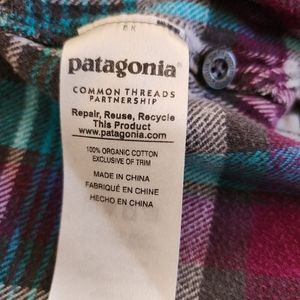 patagonia®
COMMON THREADS
PARTNERSHIP
Repair, Reuse, Recycle
This Product
www.patagonia.com
100% ORGANIC COTTON
EXCLUSIVE OF TRIM
MADE IN CHINA
FABRIQUÉ EN CHINE
HECHO EN CHINA